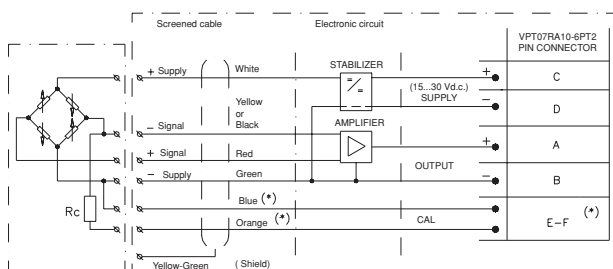 Screened cable
Electronic circuit
VPT07RA10-6PT2
PIN CONNECTOR
+ Supply
White
STABILIZER
=/=
(15...30 Vd.c.)
SUPPLY
+
C
−
D
− Signal
Yellow
or
Black
AMPLIFIER
+ Signal
Red
+
A
− Supply
Green
OUTPUT
−
B
Rc
Blue (*)
Orange (*)
CAL
E-F (*)
Yellow-Green
(Shield)